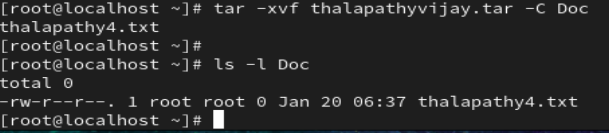 [root@localhost ~]# tar -xvf thalapathyvijay.tar -C Doc
thalapathy4.txt
[root@localhost ~]#
[root@localhost ~]# ls -l Doc
total 0
-rw-r--r--. 1 root root 0 Jan 20 06:37 thalapathy4.txt
[root@localhost ~]#